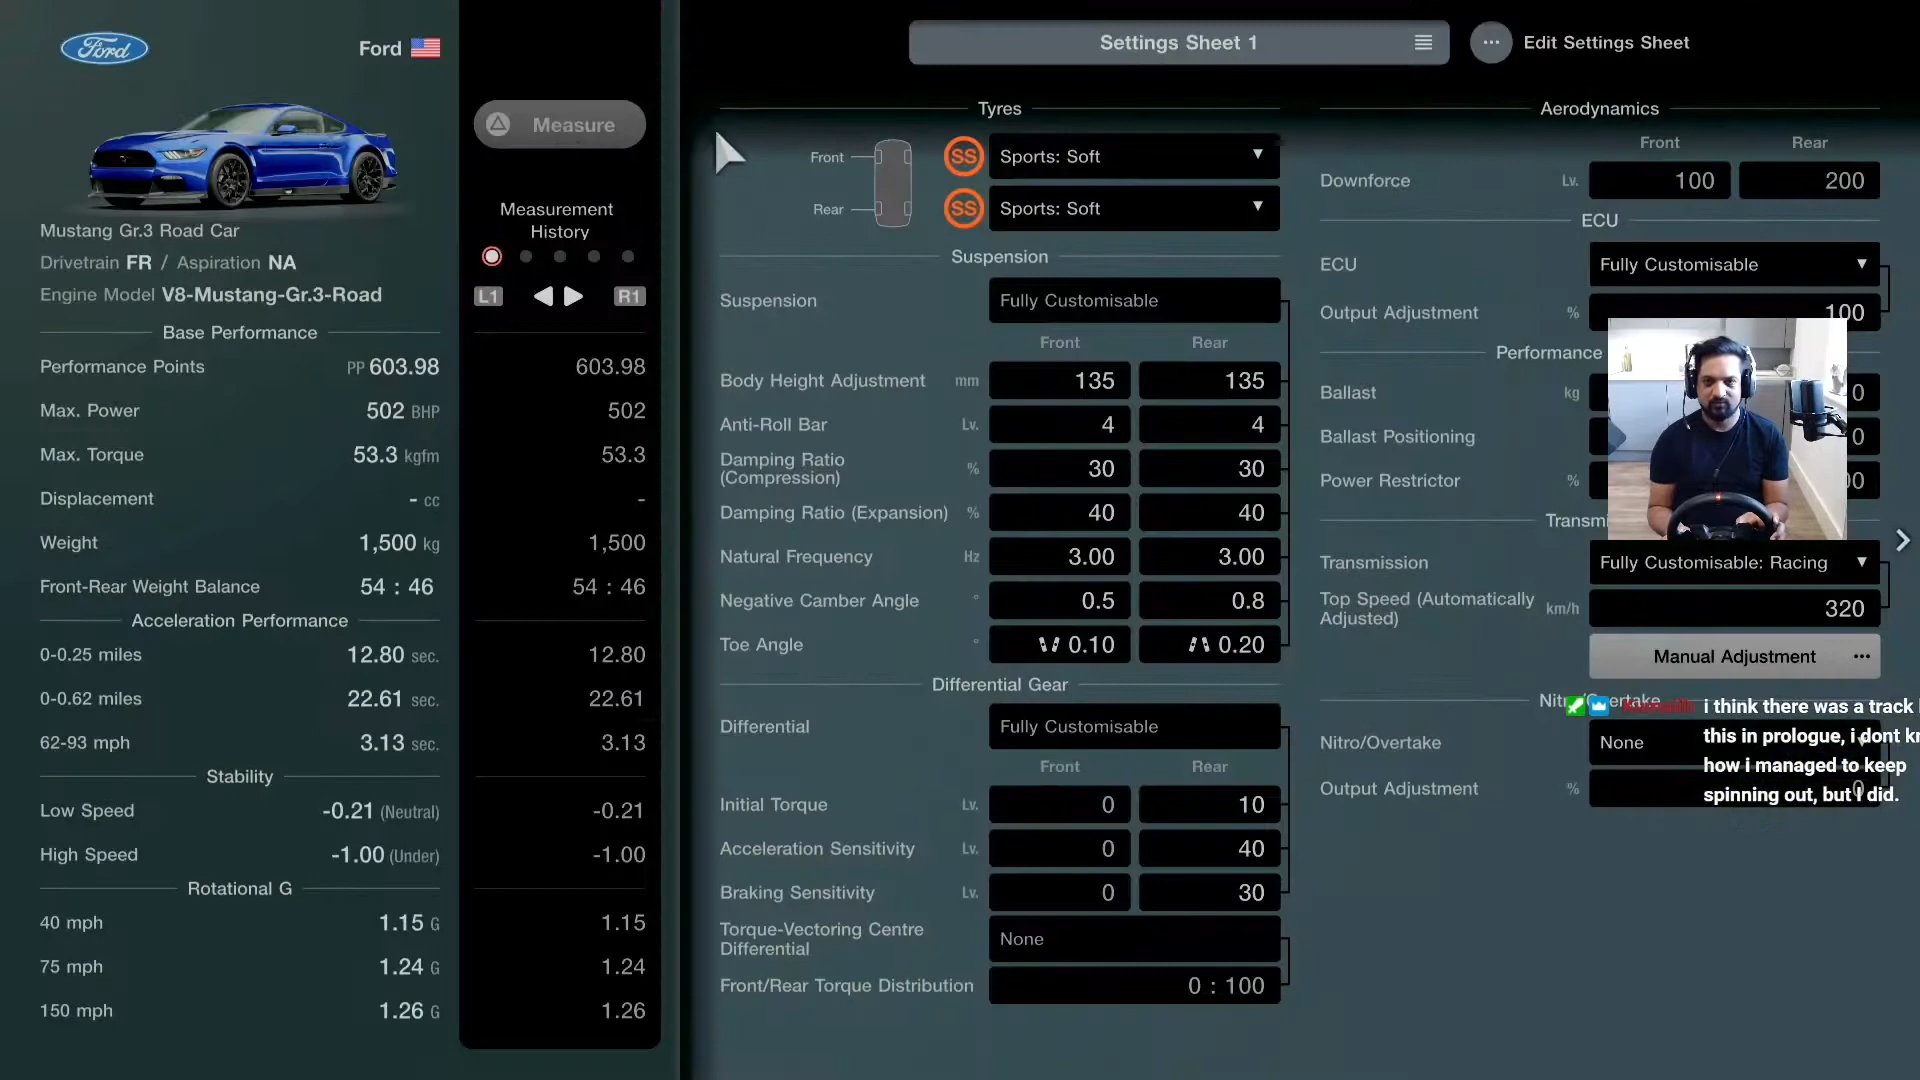 Ford
Ford
Settings Sheet 1
Edit Settings Sheet
Measure
Measurement
History
L1
R1
Mustang Gr.3 Road Car
Drivetrain FR / Aspiration NA
Engine Model V8-Mustang-Gr.3-Road
Base Performance
Performance Points PP 603.98 603.98
Max. Power 502 BHP 502
Max. Torque 53.3 kgfm 53.3
Displacement - cc -
Weight 1,500 kg 1,500
Front-Rear Weight Balance 54 : 46 54 : 46
Acceleration Performance
0-0.25 miles 12.80 sec. 12.80
0-0.62 miles 22.61 sec. 22.61
62-93 mph 3.13 sec. 3.13
Stability
Low Speed -0.21 (Neutral) -0.21
High Speed -1.00 (Under) -1.00
Rotational G
40 mph 1.15 G 1.15
75 mph 1.24 G 1.24
150 mph 1.26 G 1.26
Tyres
Front SS Sports: Soft
Rear SS Sports: Soft
Suspension
Suspension Fully Customisable
Front Rear
Body Height Adjustment mm 135 135
Anti-Roll Bar Lv. 4 4
Damping Ratio
(Compression) % 30 30
Damping Ratio (Expansion) % 40 40
Natural Frequency Hz 3.00 3.00
Negative Camber Angle ° 0.5 0.8
Toe Angle ° 0.10 0.20
Differential Gear
Differential Fully Customisable
Front Rear
Initial Torque Lv. 0 10
Acceleration Sensitivity Lv. 0 40
Braking Sensitivity Lv. 0 30
Torque-Vectoring Centre
Differential None
Front/Rear Torque Distribution 0 : 100
Aerodynamics
Front Rear
Downforce Lv. 100 200
ECU
ECU Fully Customisable
Output Adjustment % 100
Performance
Ballast kg 0
Ballast Positioning 0
Power Restrictor %
Transmission Fully Customisable: Racing
Top Speed (Automatically
Adjusted) km/h 320
Manual Adjustment
Nitro/Overtake
Nitro/Overtake None
Output Adjustment % 0
i think there was a track
this in prologue, i dont
how i managed to keep
spinning out, but i did.